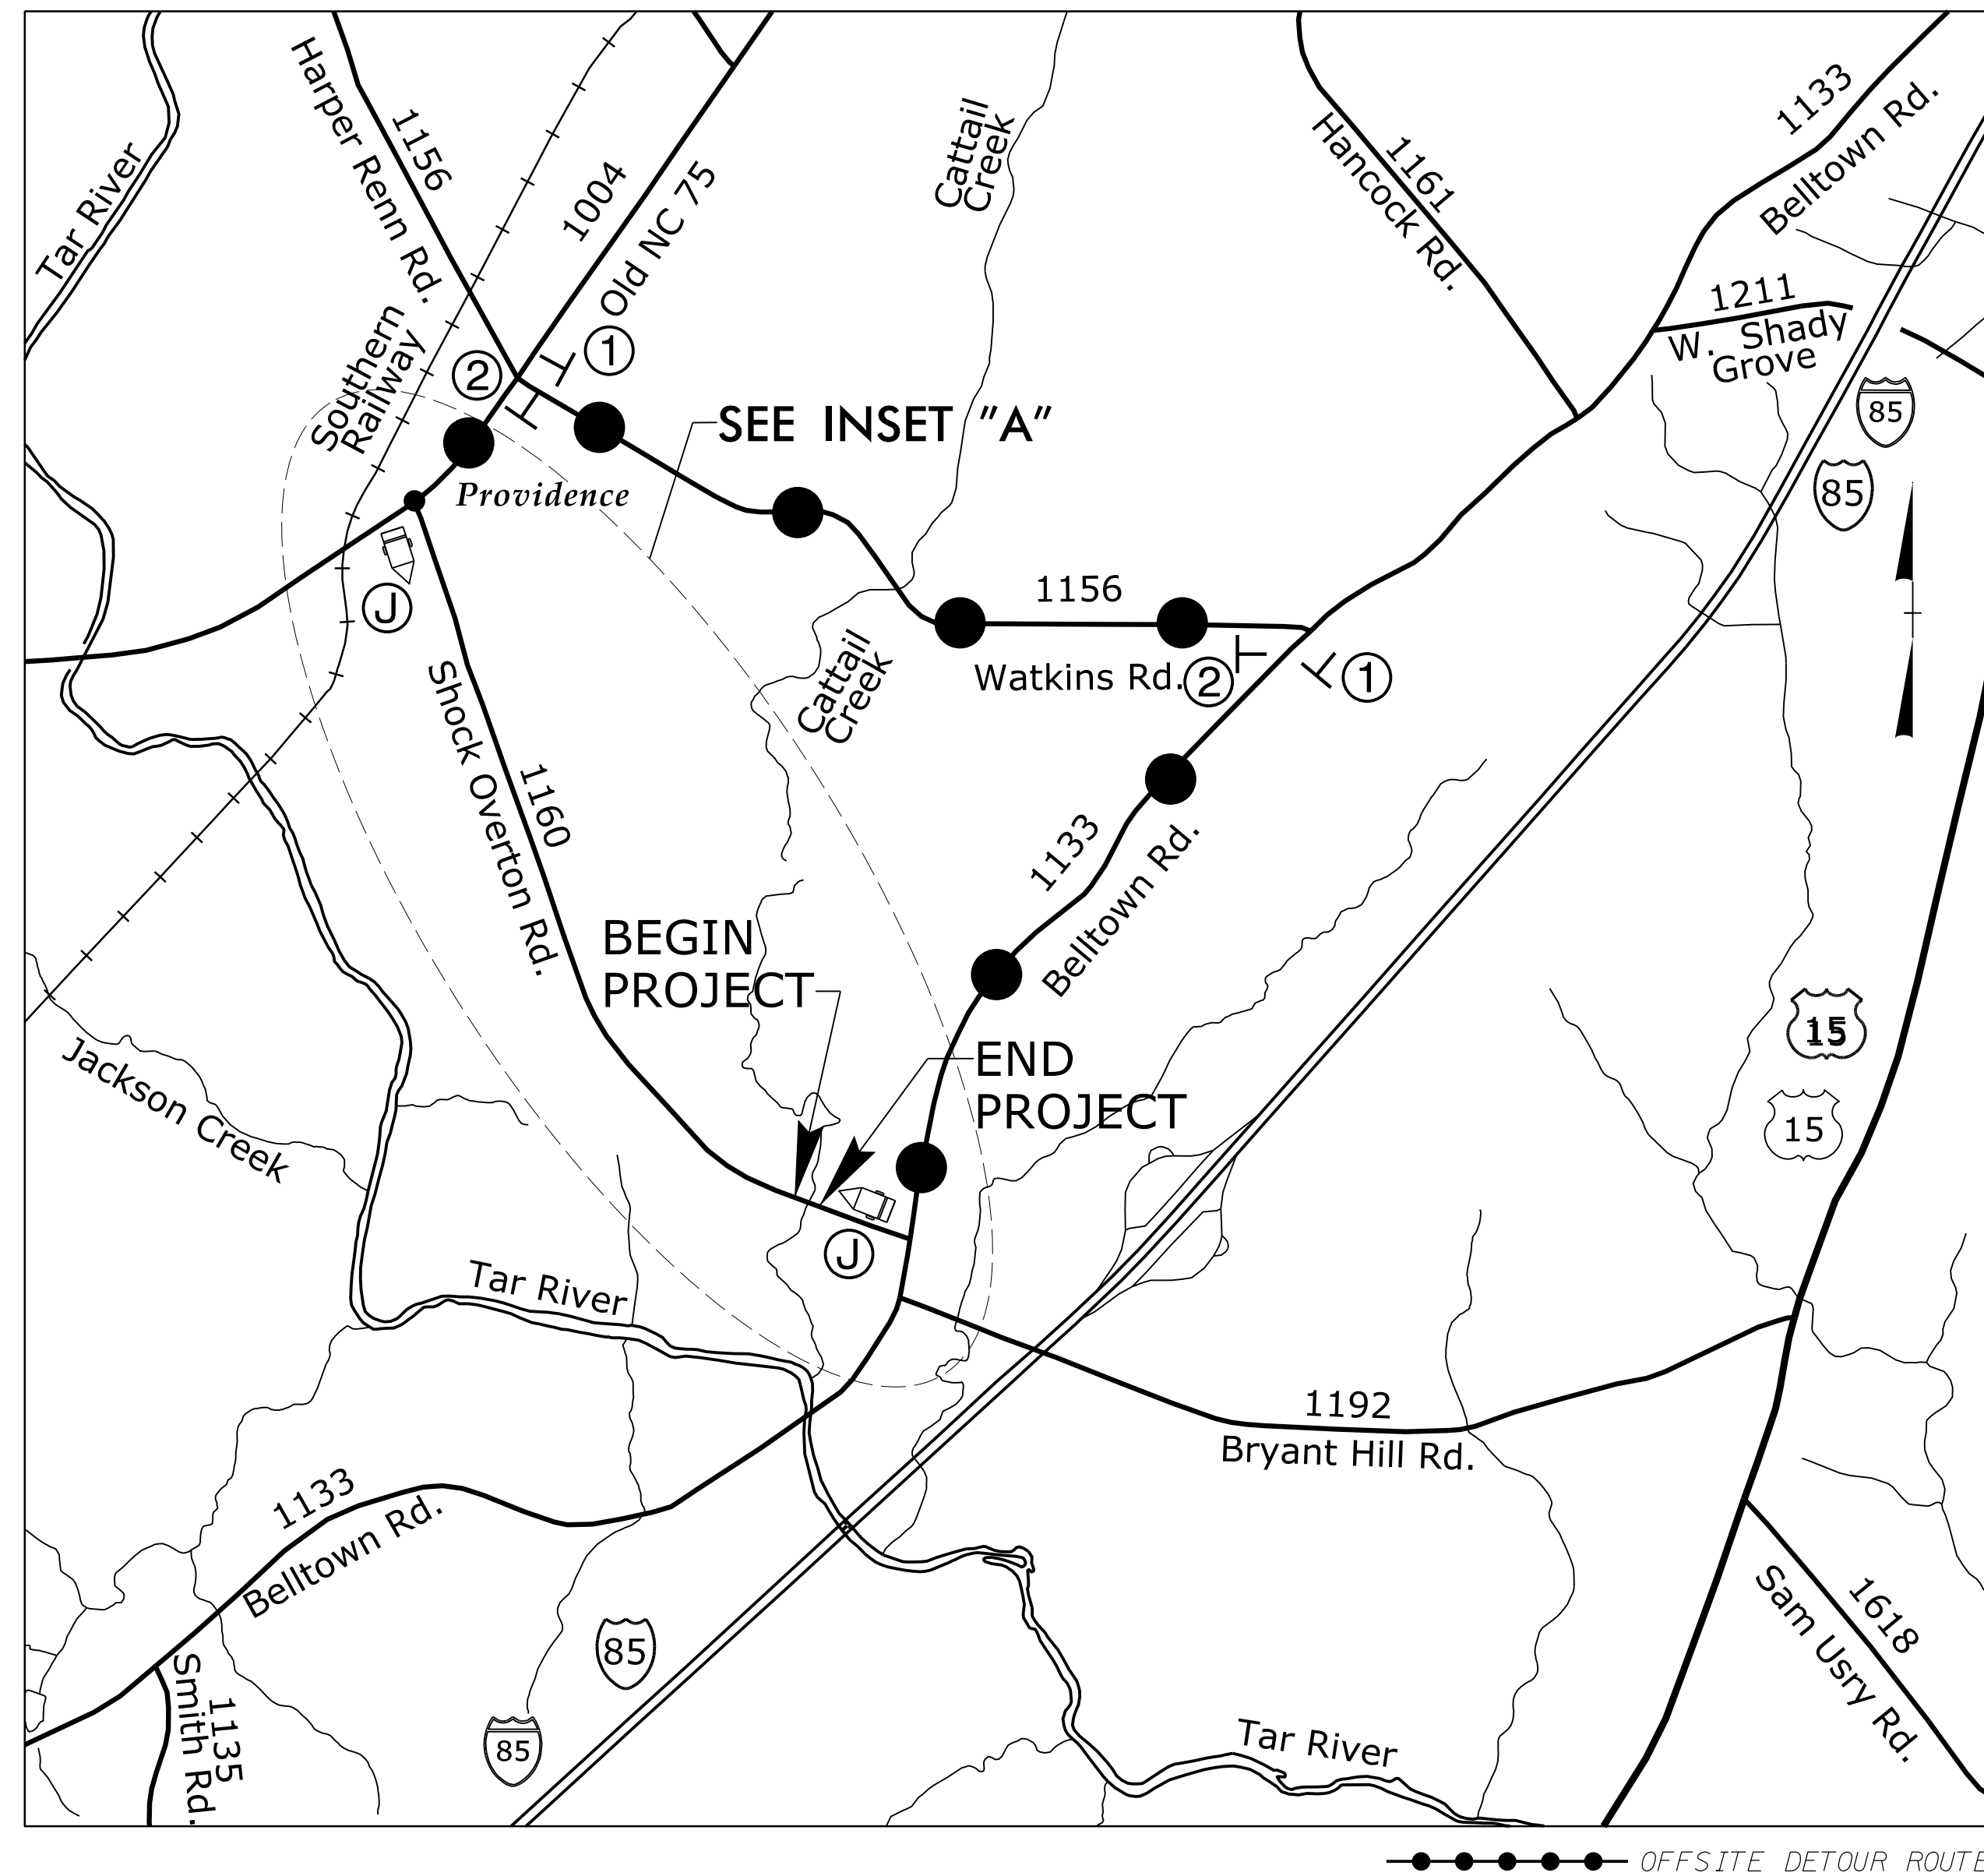 Harper Renn Rd.
1156
1004
Old NC 75
Tar River
Cattail
Creek
Hancock Rd.
1161
1133
Belltown Rd.
1211
W. Shady
Grove
85
85
Southern
Railway
2
1
SEE INSET "A"
Providence
J
1156
Watkins Rd.
2
1
Cattail
Creek
Shock Overton Rd.
1160
1133
Belltown Rd.
BEGIN
PROJECT
END
PROJECT
15
15
Jackson Creek
J
Tar River
1192
Bryant Hill Rd.
1133
Belltown Rd.
85
85
Smith Rd.
1135
Sam Usry Rd.
1618
Tar River
OFFSITE DETOUR ROUTE